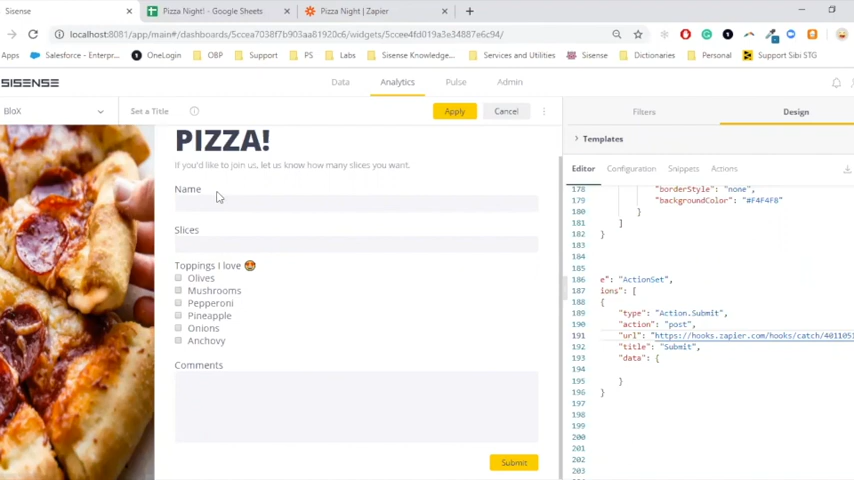 Sisense
Pizza Night! - Google Sheets
Pizza Night | Zapier
localhost:8081/app/main#/dashboards/5ccea7038f7b903aa81920c6/widgets/5ccee4fd019a3e34887e6c94/
Apps Salesforce - Enterpr... OneLogin OBP Support PS Labs Sisense Knowledge... Services and Utilities Sisense Dictionaries Personal Support Sibi STG
SISENSE Data Analytics Pulse Admin
BloX Set a Title Apply Cancel Filters Design
Templates
Editor Configuration Snippets Actions
PIZZA!
If you'd like to join us, let us know how many slices you want.
Name
Slices
Toppings I love 🤩
Olives
Mushrooms
Pepperoni
Pineapple
Onions
Anchovy
Comments
Submit
178 "borderStyle": "none",
179 "backgroundColor": "#F4F4F8"
180 }
181 ]
182 }
183
184
185
186 e": "ActionSet",
187 ions": [
188 {
189 "type": "Action.Submit",
190 "action": "post",
191 "url": "https://hooks.zapier.com/hooks/catch/4011051
192 "title": "Submit",
193 "data": {
194
195 }
196 }
197
198
199
200
201
202
203